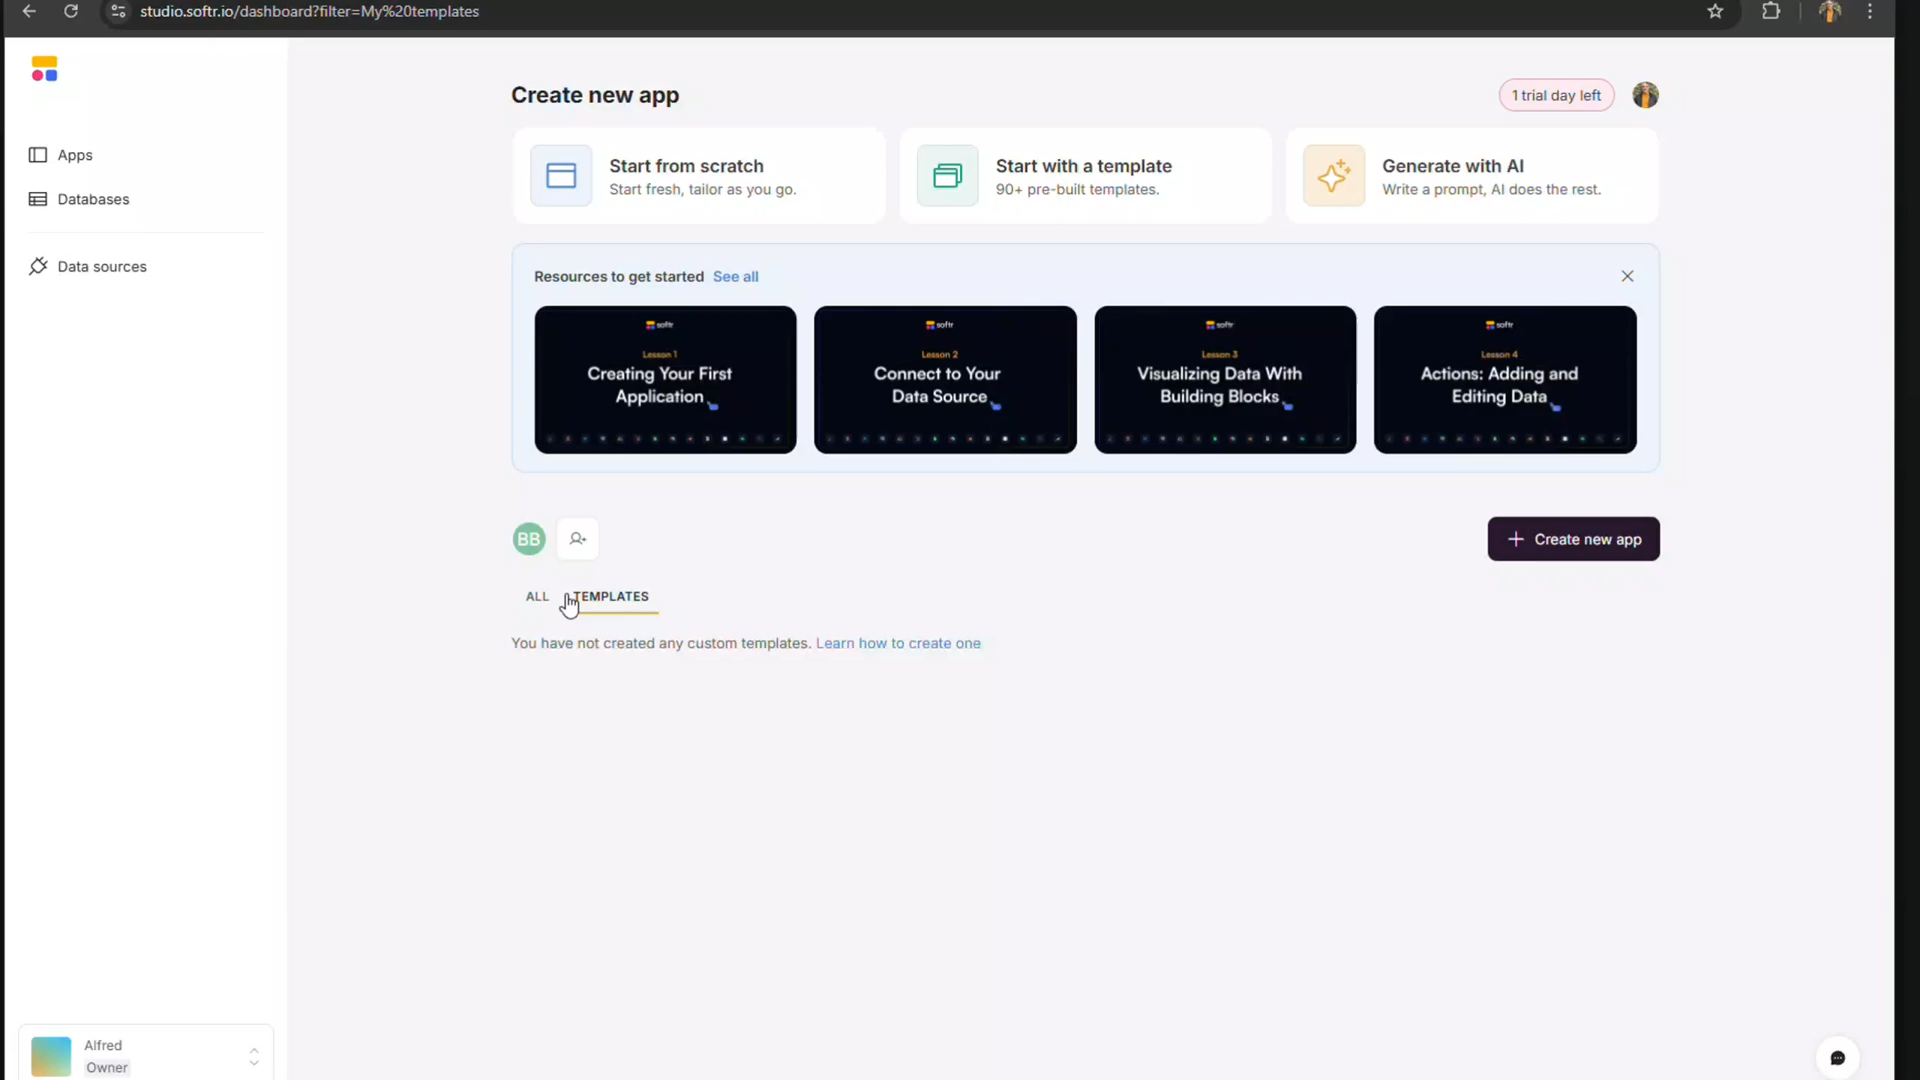 studio.softr.io/dashboard?filter=My%20templates
Apps
Databases
Data sources
Create new app
1 trial day left
Start from scratch
Start fresh, tailor as you go.
Start with a template
90+ pre-built templates.
Generate with AI
Write a prompt, AI does the rest.
Resources to get started See all
softr
Lesson 1
Creating Your First
Application
softr
Lesson 2
Connect to Your
Data Source
softr
Lesson 3
Visualizing Data With
Building Blocks
softr
Lesson 4
Actions: Adding and
Editing Data
BB
Create new app
ALL
TEMPLATES
You have not created any custom templates. Learn how to create one
Alfred
Owner